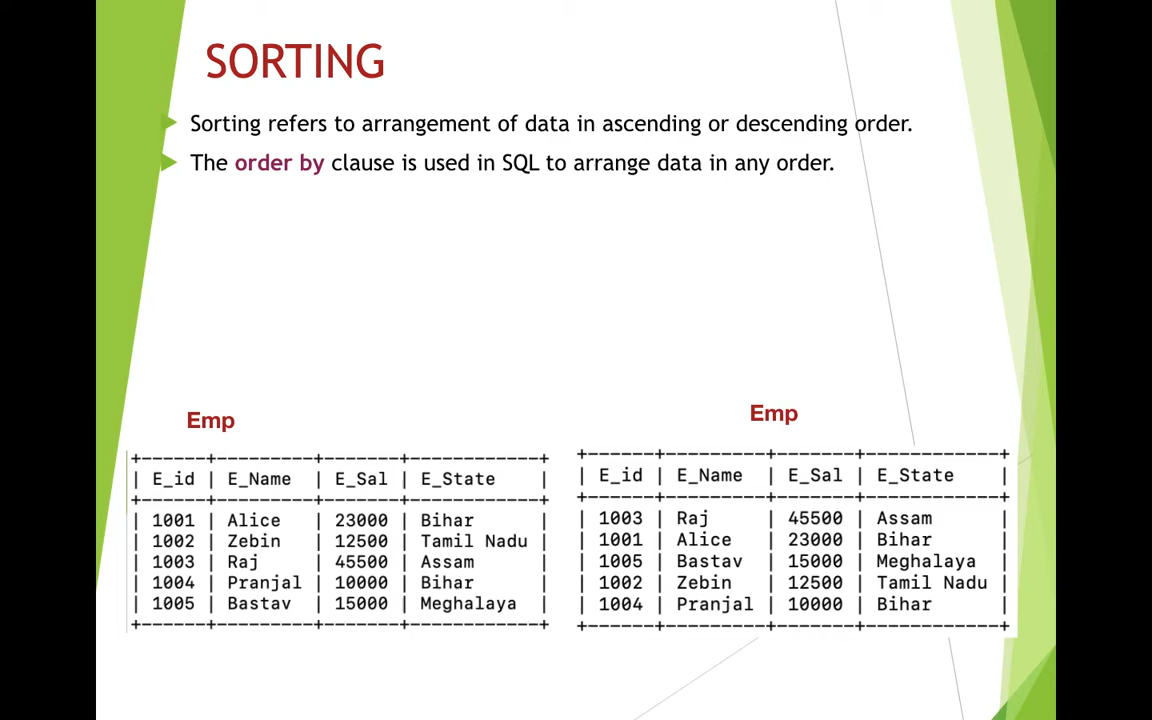 SORTING
Sorting refers to arrangement of data in ascending or descending order.
The order by clause is used in SQL to arrange data in any order.
Emp
+------+---------+-------+------------+
| E_id | E_Name | E_Sal | E_State |
+------+---------+-------+------------+
| 1001 | Alice | 23000 | Bihar |
| 1002 | Zebin | 12500 | Tamil Nadu |
| 1003 | Raj | 45500 | Assam |
| 1004 | Pranjal | 10000 | Bihar |
| 1005 | Bastav | 15000 | Meghalaya |
+------+---------+-------+------------+
Emp
+------+---------+-------+------------+
| E_id | E_Name | E_Sal | E_State |
+------+---------+-------+------------+
| 1003 | Raj | 45500 | Assam |
| 1001 | Alice | 23000 | Bihar |
| 1005 | Bastav | 15000 | Meghalaya |
| 1002 | Zebin | 12500 | Tamil Nadu |
| 1004 | Pranjal | 10000 | Bihar |
+------+---------+-------+------------+